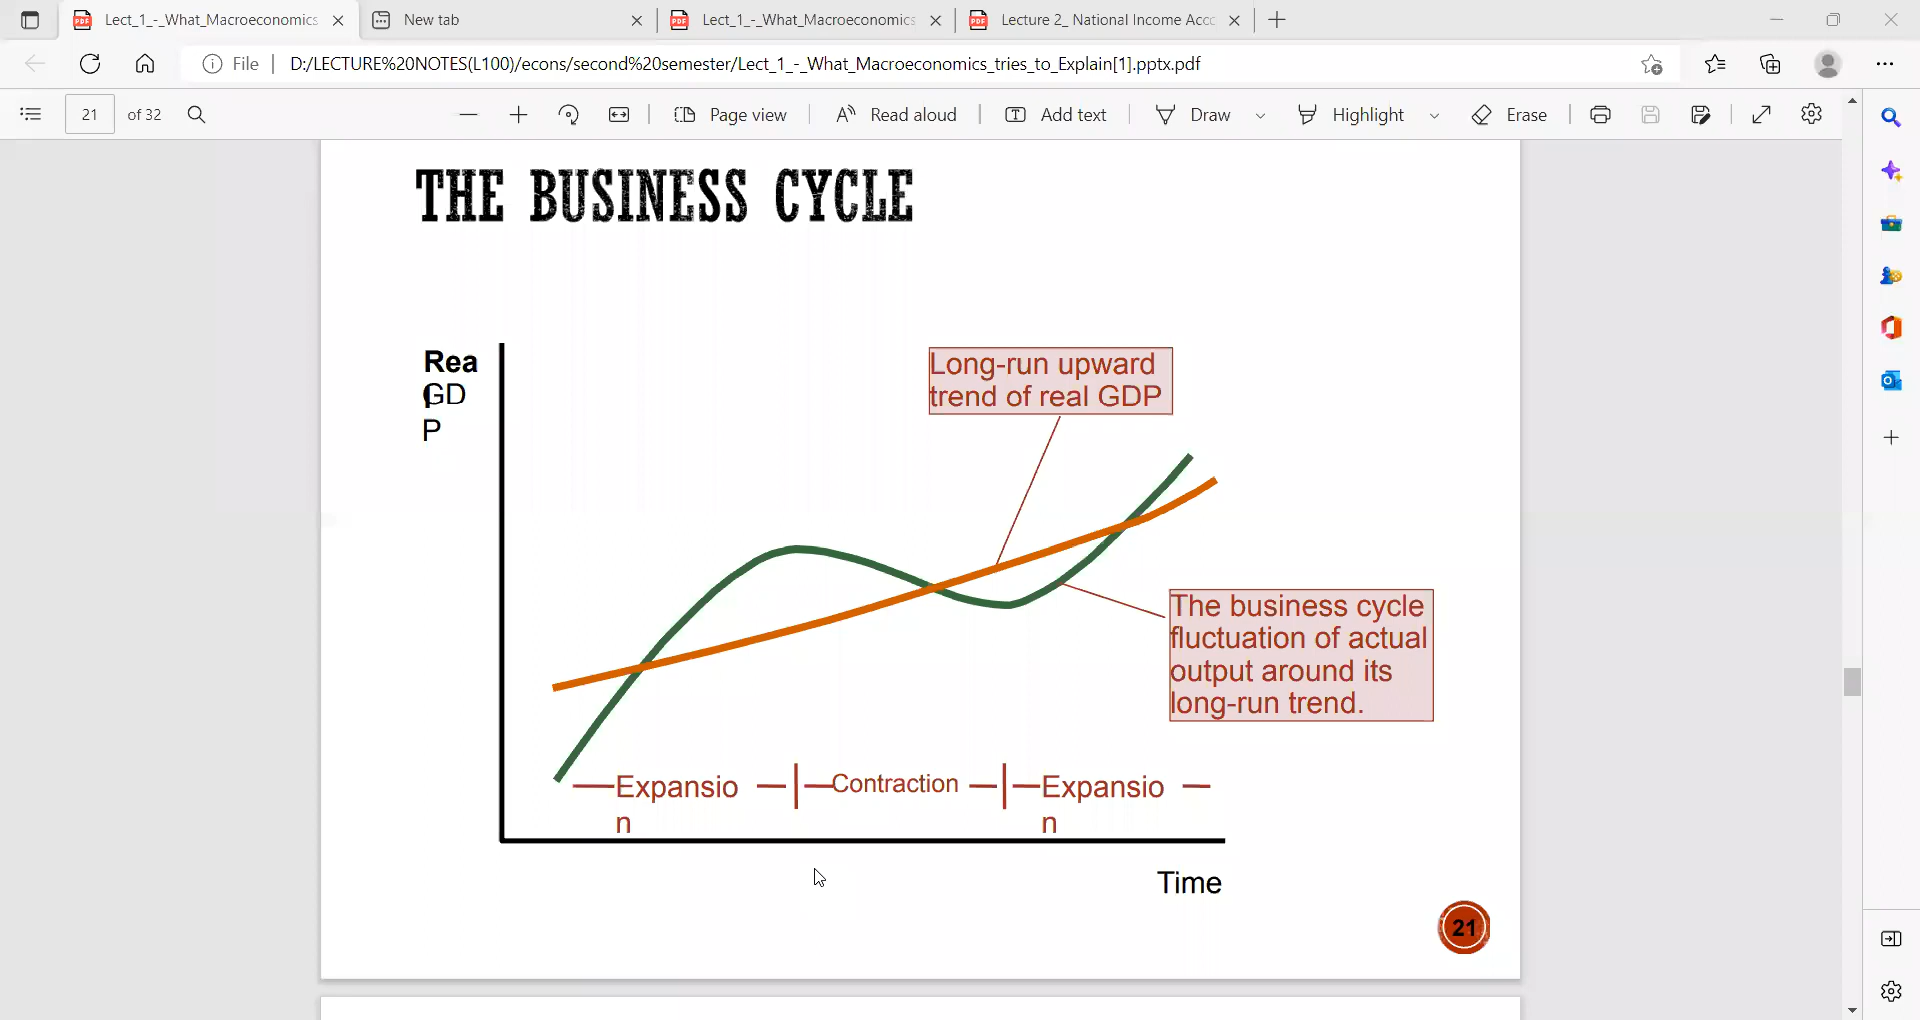 Lect_1_-_What_Macroeconomics
New tab
Lect_1_-_What_Macroeconomics
Lecture 2_ National Income Acc
File
D:/LECTURE%20NOTES(L100)/econs/second%20semester/Lect_1_-_What_Macroeconomics_tries_to_Explain[1].pptx.pdf
21 of 32
Page view
Read aloud
Add text
Draw
Highlight
Erase
THE BUSINESS CYCLE
Rea
l
GD
P
Long-run upward
trend of real GDP
The business cycle
fluctuation of actual
output around its
long-run trend.
Expansio
n
Contraction
Expansio
n
Time
21